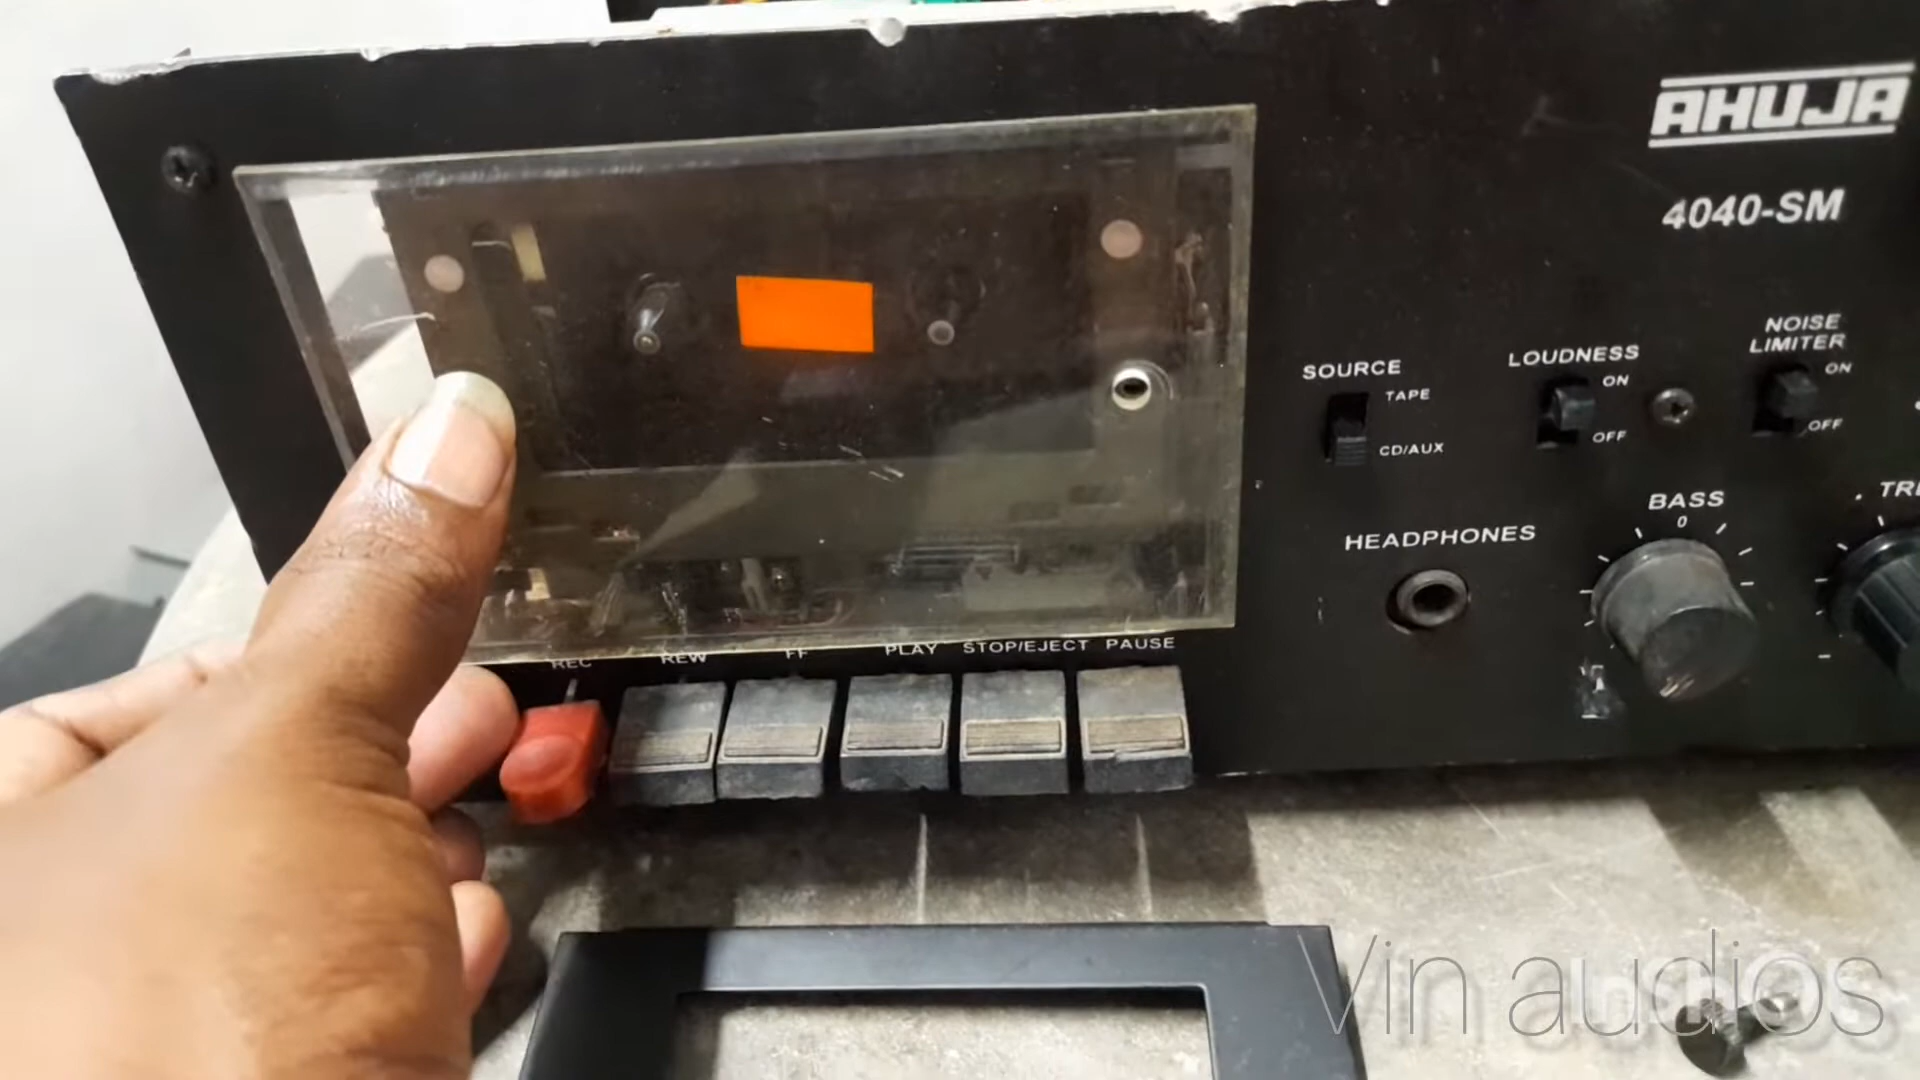 AHUJA
4040-SM
NOISE
LIMITER
ON
OFF
LOUDNESS
ON
OFF
SOURCE
TAPE
CD/AUX
BASS
0
HEADPHONES
REC
REW
FF
PLAY
STOP/EJECT
PAUSE
Vin audios